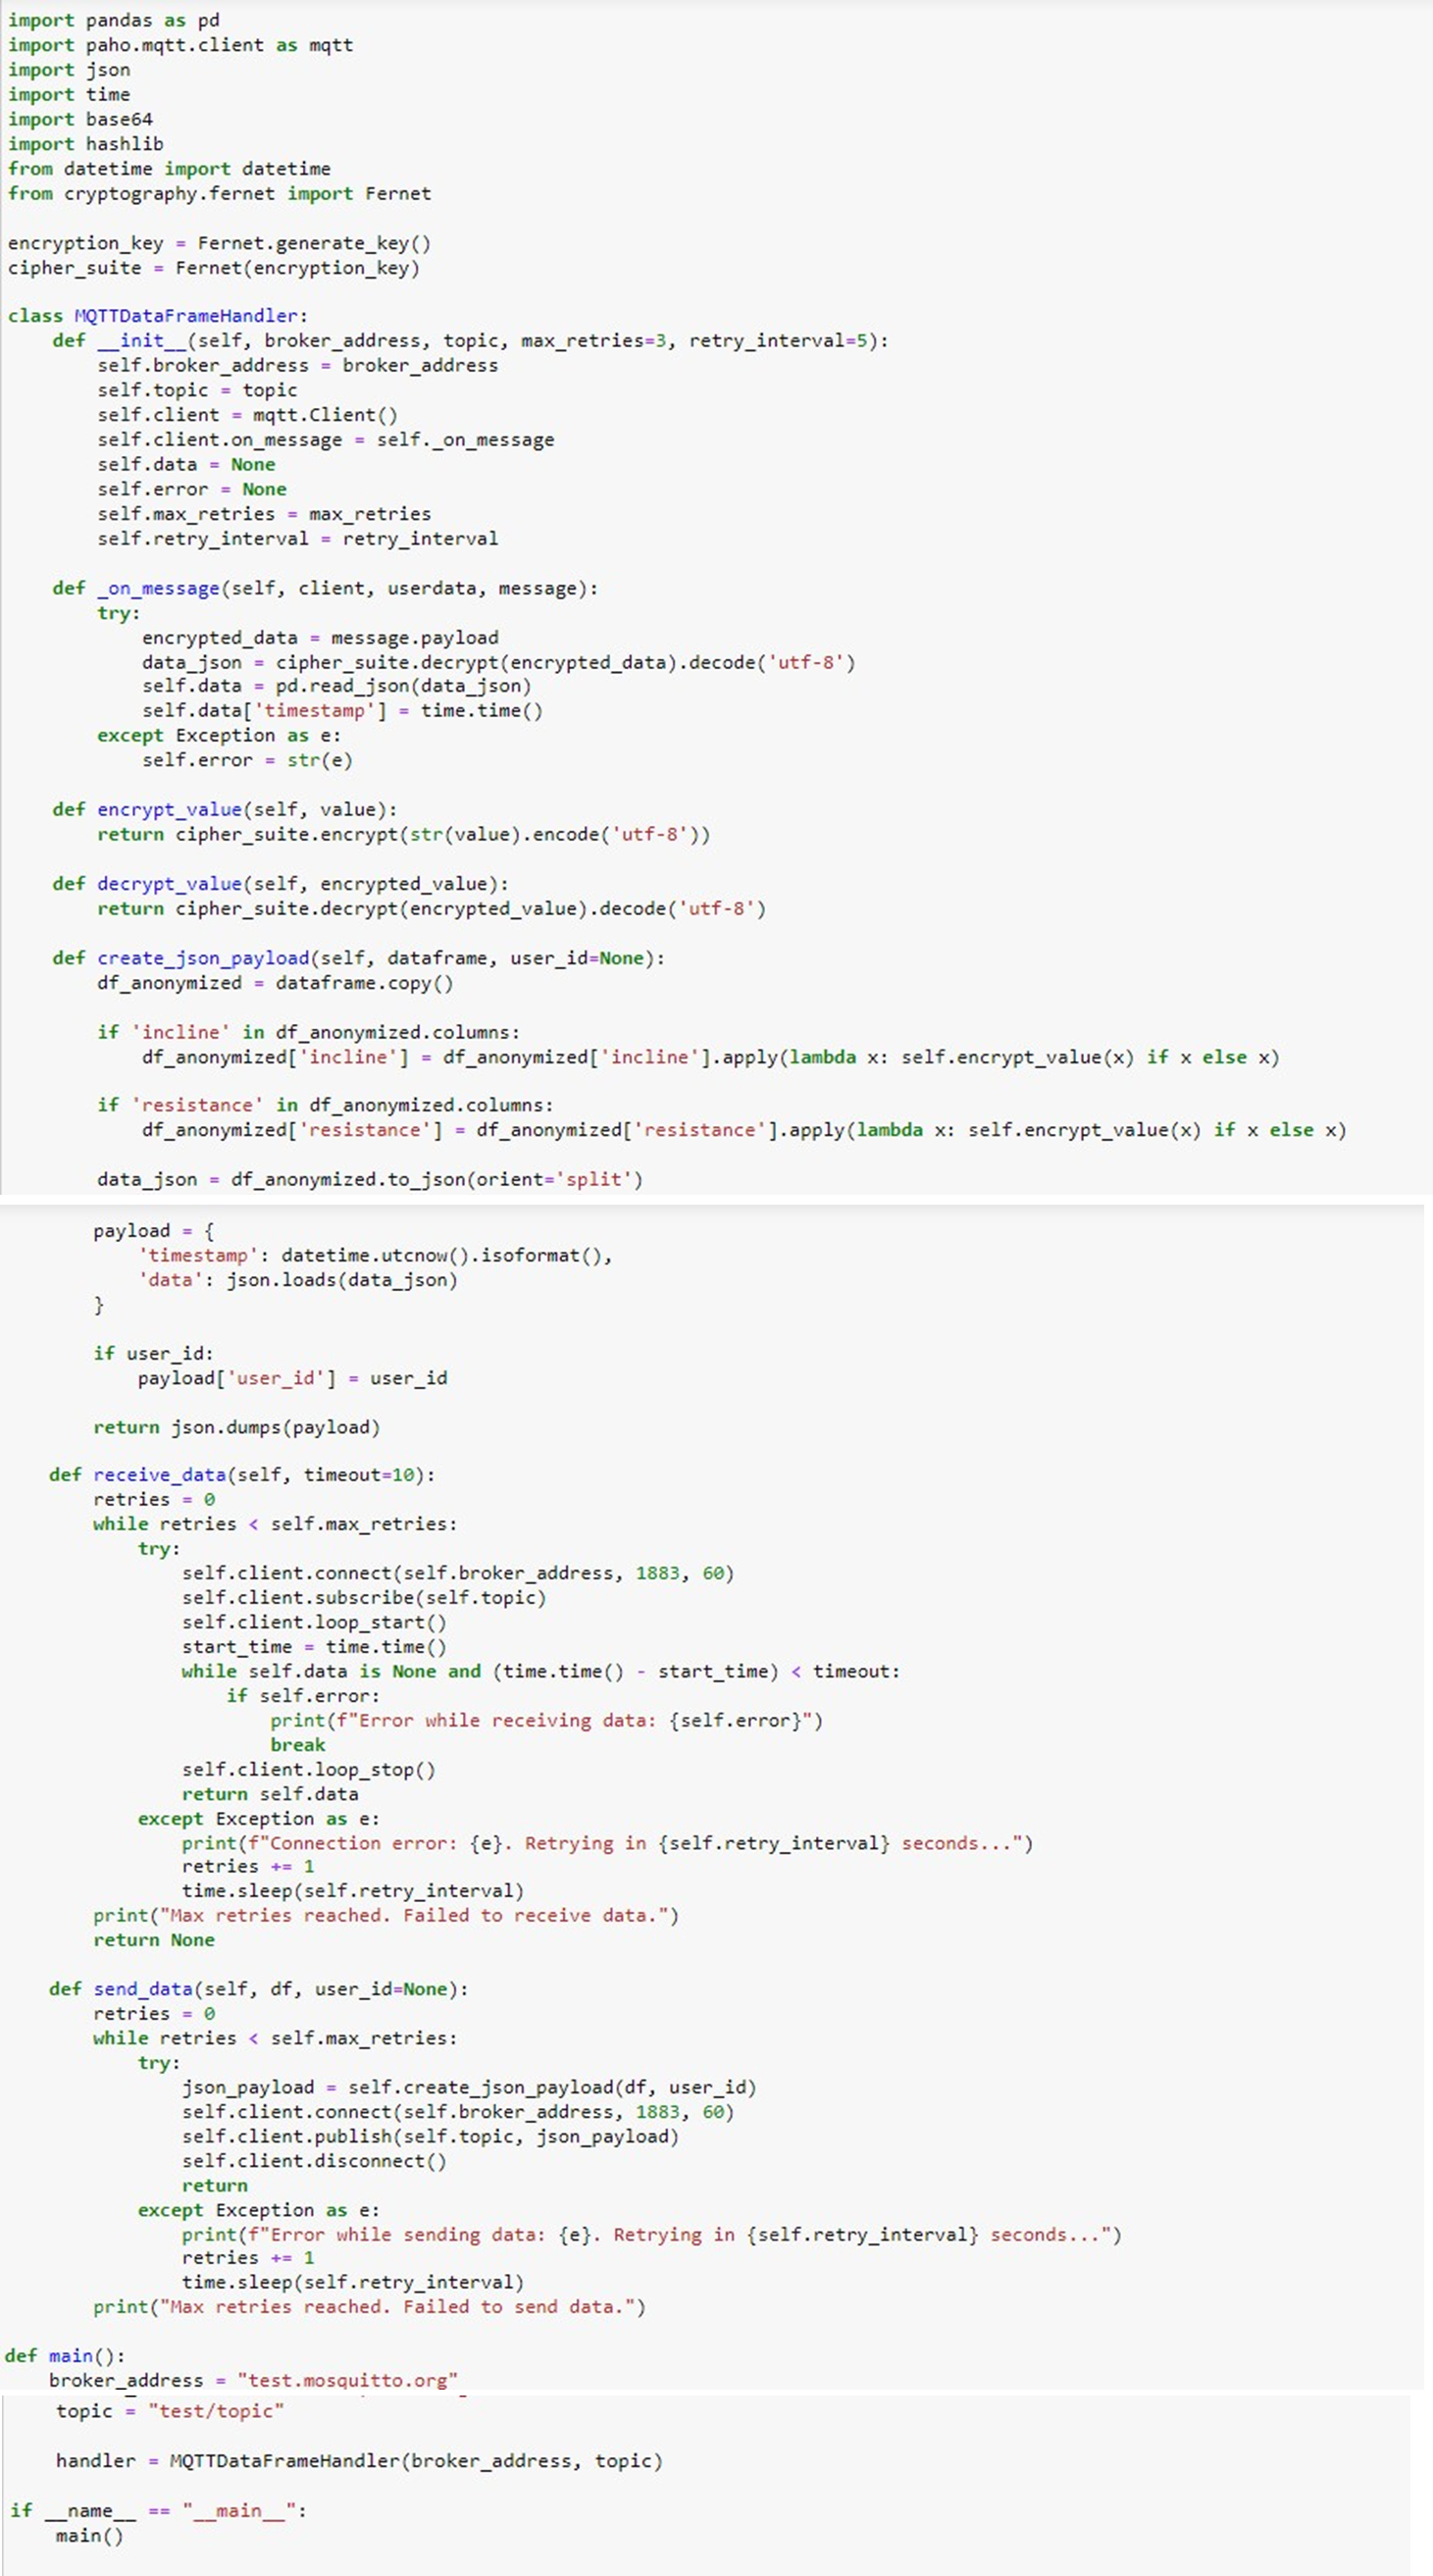 import pandas as pd
import paho.mqtt.client as mqtt
import json
import time
import base64
import hashlib
from datetime import datetime
from cryptography.fernet import Fernet

encryption_key = Fernet.generate_key()
cipher_suite = Fernet(encryption_key)

class MQTTDataFrameHandler:
    def __init__(self, broker_address, topic, max_retries=3, retry_interval=5):
        self.broker_address = broker_address
        self.topic = topic
        self.client = mqtt.Client()
        self.client.on_message = self._on_message
        self.data = None
        self.error = None
        self.max_retries = max_retries
        self.retry_interval = retry_interval

    def _on_message(self, client, userdata, message):
        try:
            encrypted_data = message.payload
            data_json = cipher_suite.decrypt(encrypted_data).decode('utf-8')
            self.data = pd.read_json(data_json)
            self.data['timestamp'] = time.time()
        except Exception as e:
            self.error = str(e)

    def encrypt_value(self, value):
        return cipher_suite.encrypt(str(value).encode('utf-8'))

    def decrypt_value(self, encrypted_value):
        return cipher_suite.decrypt(encrypted_value).decode('utf-8')

    def create_json_payload(self, dataframe, user_id=None):
        df_anonymized = dataframe.copy()

        if 'incline' in df_anonymized.columns:
            df_anonymized['incline'] = df_anonymized['incline'].apply(lambda x: self.encrypt_value(x) if x else x)

        if 'resistance' in df_anonymized.columns:
            df_anonymized['resistance'] = df_anonymized['resistance'].apply(lambda x: self.encrypt_value(x) if x else x)

        data_json = df_anonymized.to_json(orient='split')

        payload = {
            'timestamp': datetime.utcnow().isoformat(),
            'data': json.loads(data_json)
        }

        if user_id:
            payload['user_id'] = user_id

        return json.dumps(payload)

    def receive_data(self, timeout=10):
        retries = 0
        while retries < self.max_retries:
            try:
                self.client.connect(self.broker_address, 1883, 60)
                self.client.subscribe(self.topic)
                self.client.loop_start()
                start_time = time.time()
                while self.data is None and (time.time() - start_time) < timeout:
                    if self.error:
                        print(f"Error while receiving data: {self.error}")
                        break
                self.client.loop_stop()
                return self.data
            except Exception as e:
                print(f"Connection error: {e}. Retrying in {self.retry_interval} seconds...")
                retries += 1
                time.sleep(self.retry_interval)
        print("Max retries reached. Failed to receive data.")
        return None

    def send_data(self, df, user_id=None):
        retries = 0
        while retries < self.max_retries:
            try:
                json_payload = self.create_json_payload(df, user_id)
                self.client.connect(self.broker_address, 1883, 60)
                self.client.publish(self.topic, json_payload)
                self.client.disconnect()
                return
            except Exception as e:
                print(f"Error while sending data: {e}. Retrying in {self.retry_interval} seconds...")
                retries += 1
                time.sleep(self.retry_interval)
        print("Max retries reached. Failed to send data.")

def main():
    broker_address = "test.mosquitto.org"
    topic = "test/topic"

    handler = MQTTDataFrameHandler(broker_address, topic)

if __name__ == "__main__":
    main()